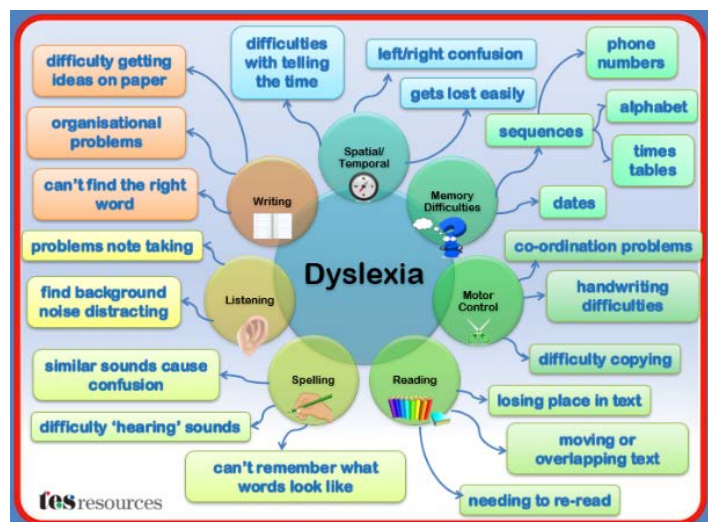 difficulty getting
ideas on paper
organisational
problems
can't find the right
word
Writing
difficulties
with telling
the time
left/right confusion
gets lost easily
Spatial/
Temporal
phone
numbers
sequences
alphabet
times
tables
dates
Memory
Difficulties
Dyslexia
problems note taking
find background
noise distracting
Listening
co-ordination problems
handwriting
difficulties
difficulty copying
Motor
Control
similar sounds cause
confusion
difficulty 'hearing' sounds
can't remember what
words look like
Spelling
Reading
losing place in text
moving or
overlapping text
needing to re-read
tes resources